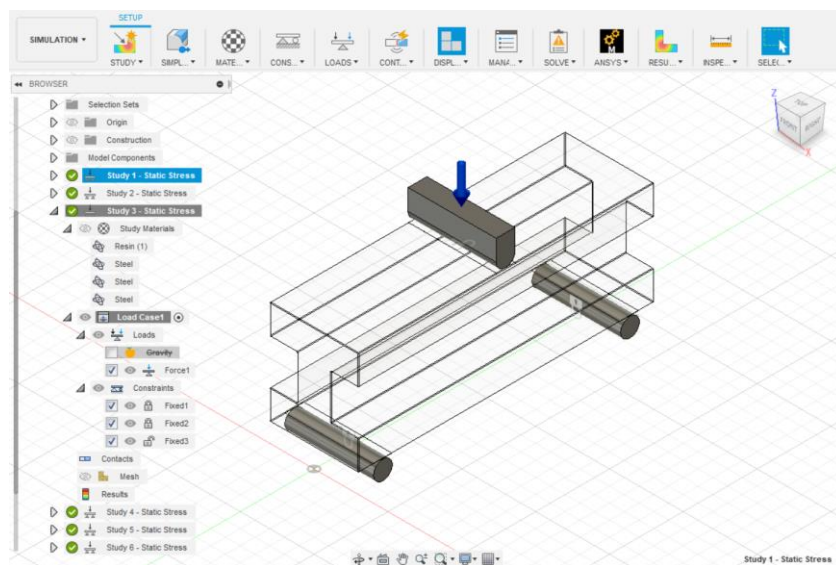 SETUP
SIMULATION
STUDY
SIMPL...
MATE...
CONS...
LOADS
CONT...
DISPL...
MANA...
SOLVE
ANSYS
RESU...
INSPE...
SELEC...
BROWSER
Selection Sets
Origin
Construction
Model Components
Study 1 - Static Stress
Study 2 - Static Stress
Study 3 - Static Stress
Study Materials
Resin (1)
Steel
Steel
Steel
Load Case1
Loads
Gravity
Force1
Constraints
Fixed1
Fixed2
Fixed3
Contacts
Mesh
Results
Study 4 - Static Stress
Study 5 - Static Stress
Study 6 - Static Stress
Z
TOP
FRONT
RIGHT
X
Study 1 - Static Stress